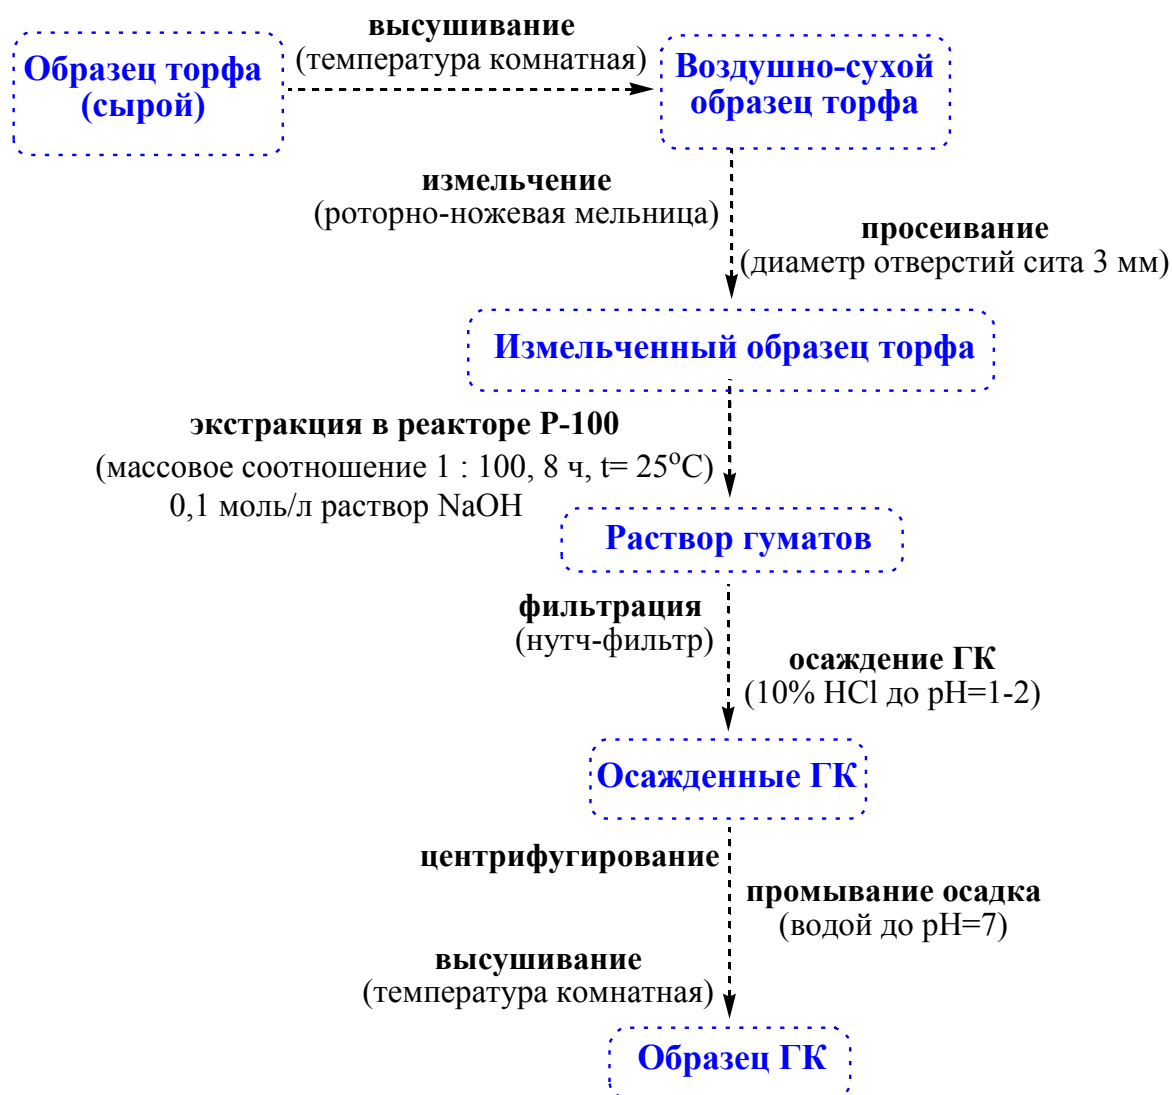 высушивание
(температура комнатная)
Образец торфа
(сырой)
Воздушно-сухой
образец торфа
измельчение
(роторно-ножевая мельница)
просеивание
(диаметр отверстий сита 3 мм)
Измельченный образец торфа
экстракция в реакторе Р-100
(массовое соотношение 1 : 100, 8 ч, t= 25°C)
0,1 моль/л раствор NaOH
Раствор гуматов
фильтрация
(нутч-фильтр)
осаждение ГК
(10% HCl до pH=1-2)
Осажденные ГК
центрифугирование
промывание осадка
(водой до pH=7)
высушивание
(температура комнатная)
Образец ГК